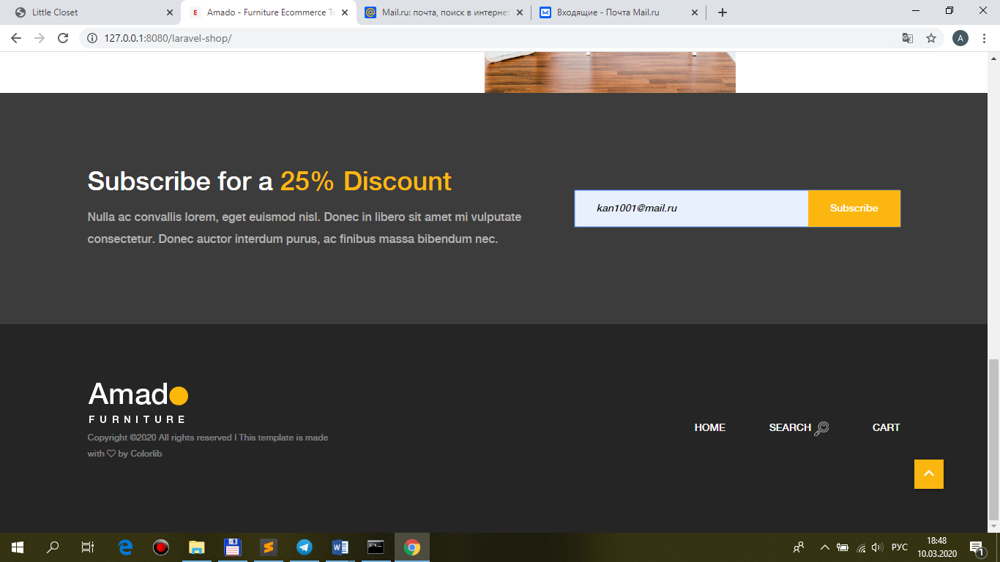 Little Closet
Amado - Furniture Ecommerce Te
Mail.ru: почта, поиск в интернет
Входящие - Почта Mail.ru
127.0.0.1:8080/laravel-shop/
A
Subscribe for a 25% Discount
Nulla ac convallis lorem, eget euismod nisl. Donec in libero sit amet mi vulputate
consectetur. Donec auctor interdum purus, ac finibus massa bibendum nec.
kan1001@mail.ru
Subscribe
Amado
FURNITURE
Copyright ©2020 All rights reserved | This template is made
with ♡ by Colorlib
HOME
SEARCH
CART
РУС
18:48
10.03.2020
1